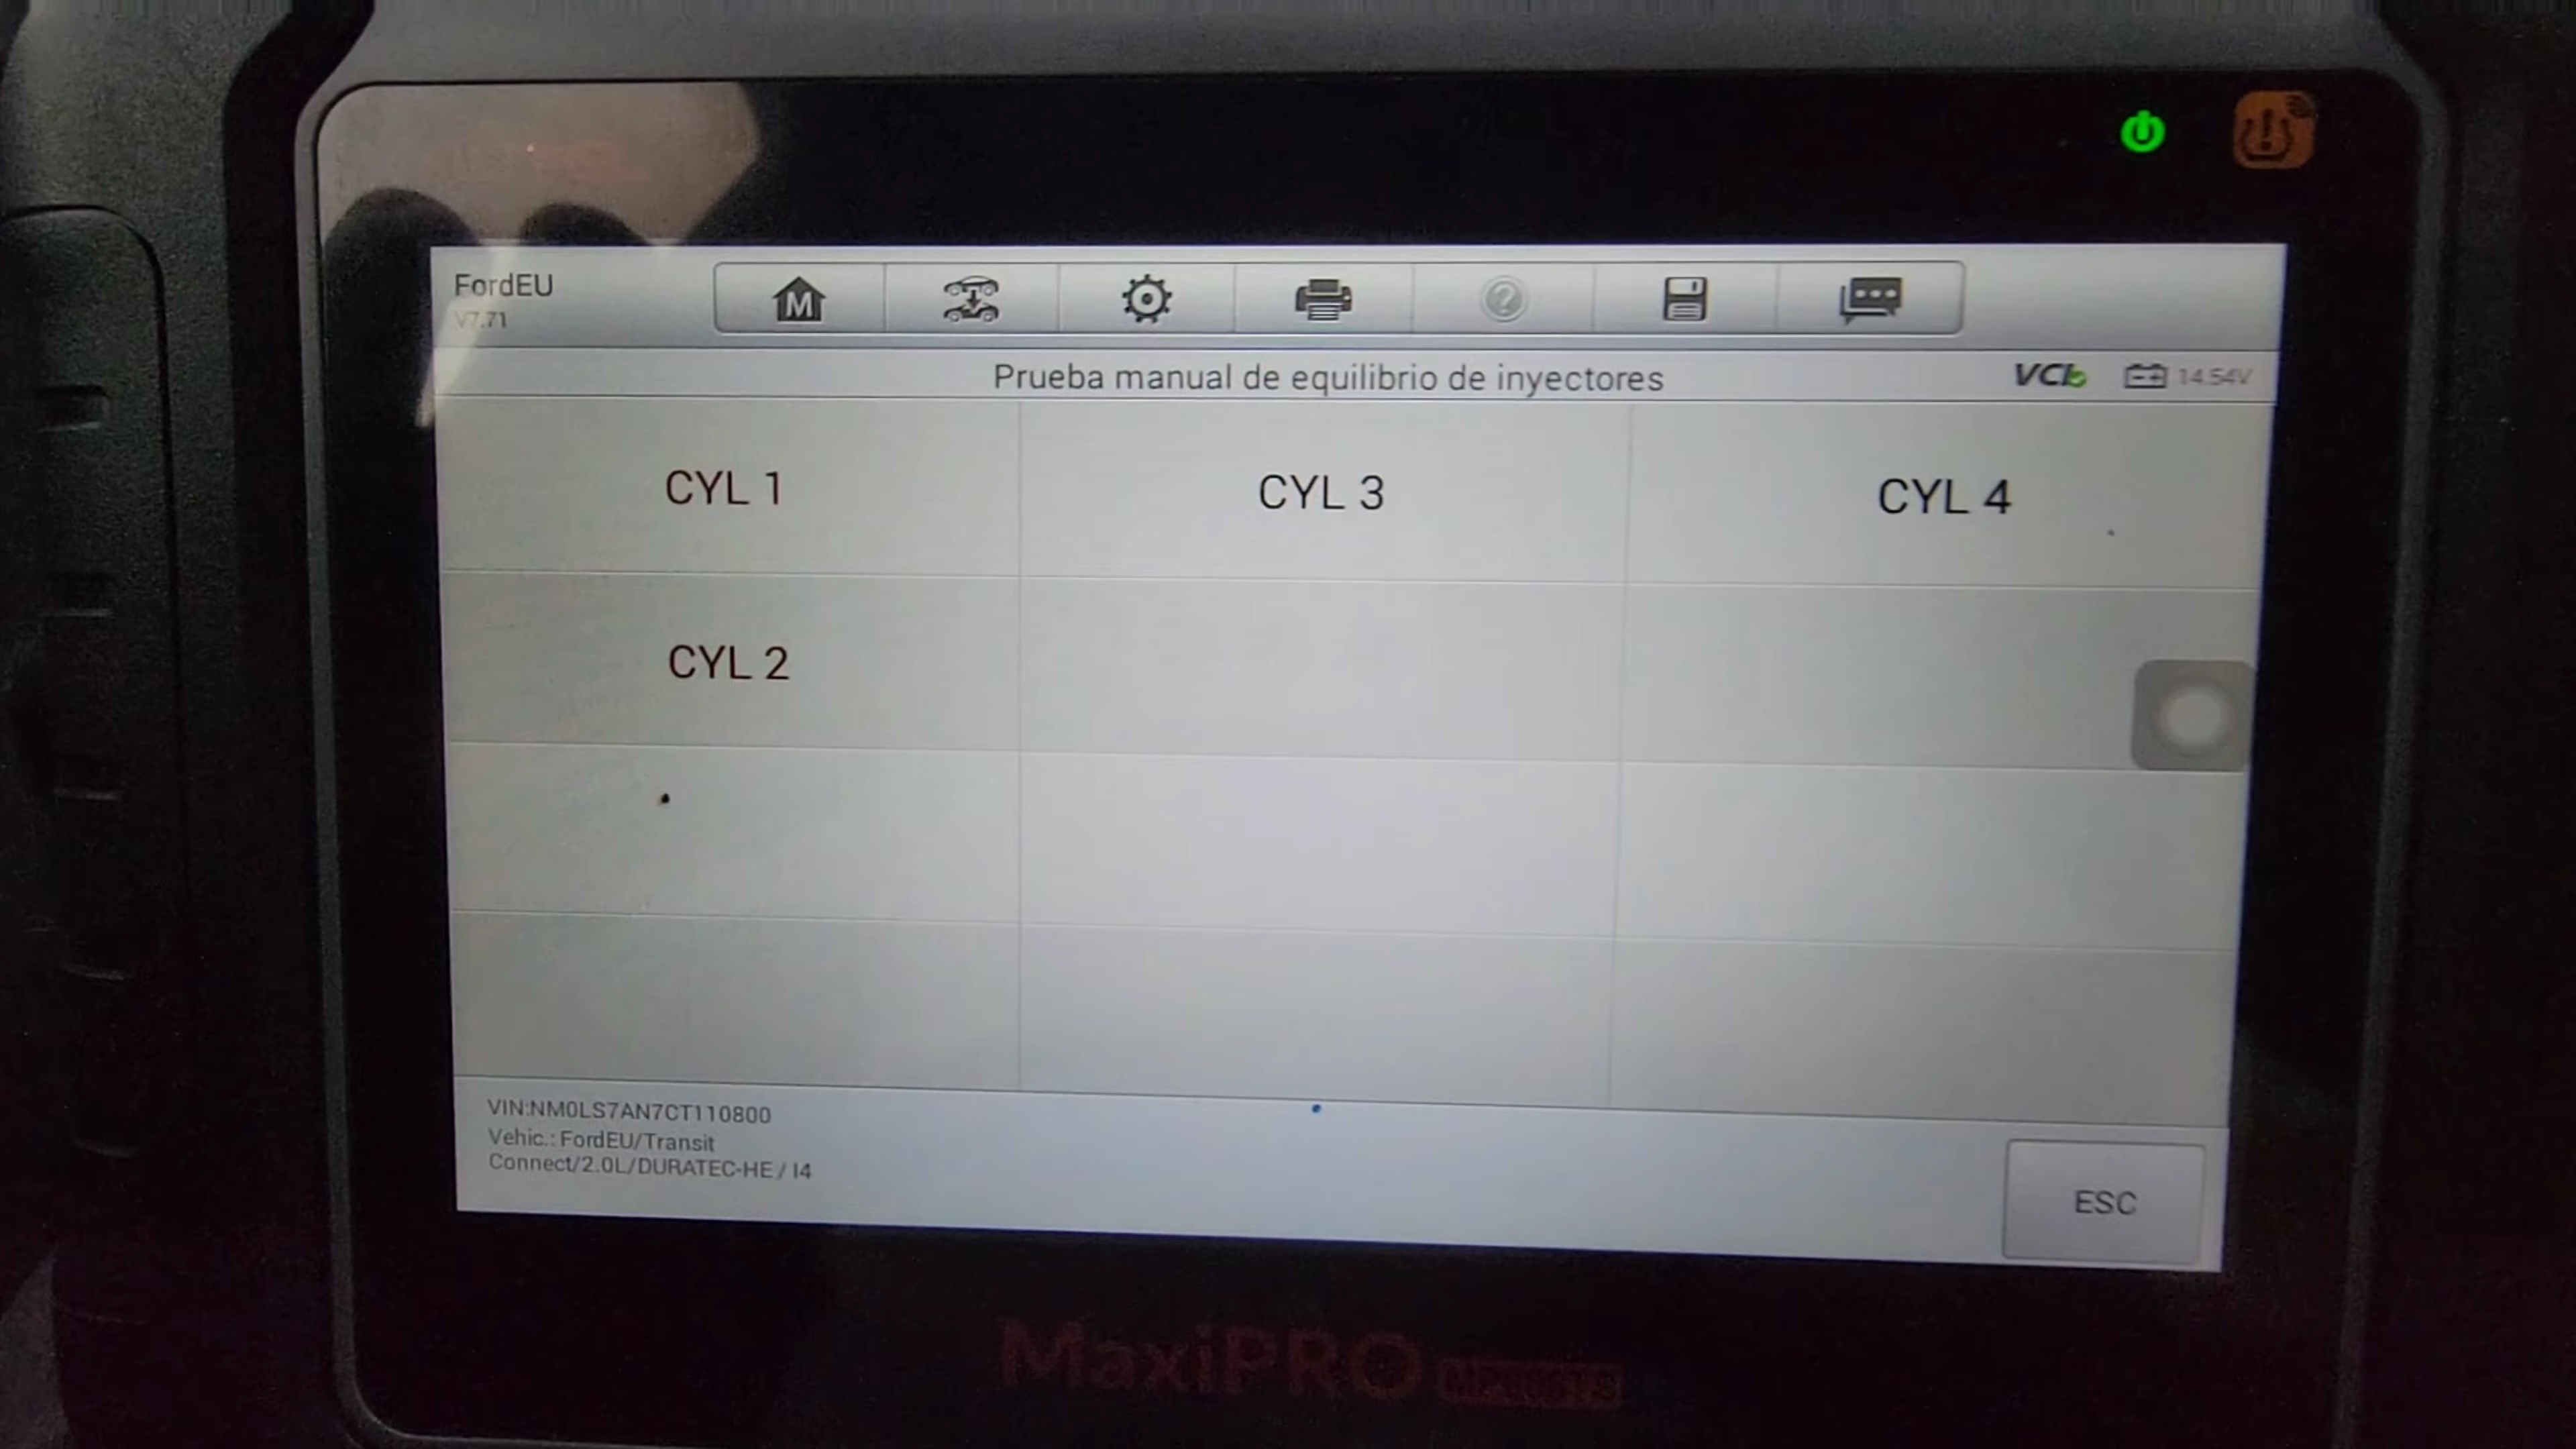 FordEU
V7.71
M
Prueba manual de equilibrio de inyectores
VCI
14.54V
CYL 1
CYL 3
CYL 4
CYL 2
VIN:NM0LS7AN7CT110800
Vehic.: FordEU/Transit
Connect/2.0L/DURATEC-HE / I4
ESC
MaxiPRO